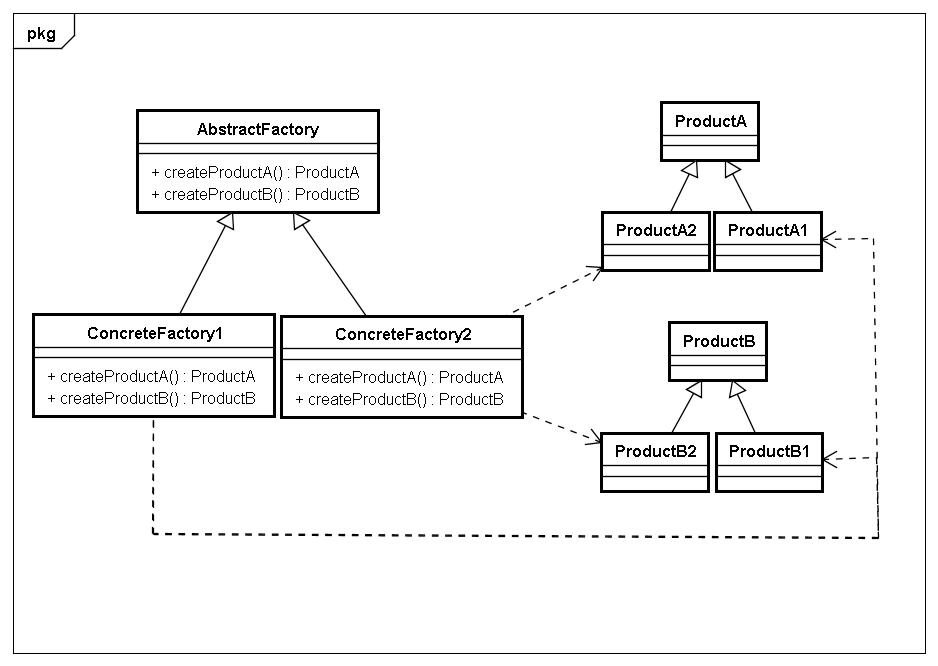 pkg
AbstractFactory
+ createProductA() : ProductA
+ createProductB() : ProductB
ProductA
ProductA2
ProductA1
ConcreteFactory1
+ createProductA() : ProductA
+ createProductB() : ProductB
ConcreteFactory2
+ createProductA() : ProductA
+ createProductB() : ProductB
ProductB
ProductB2
ProductB1